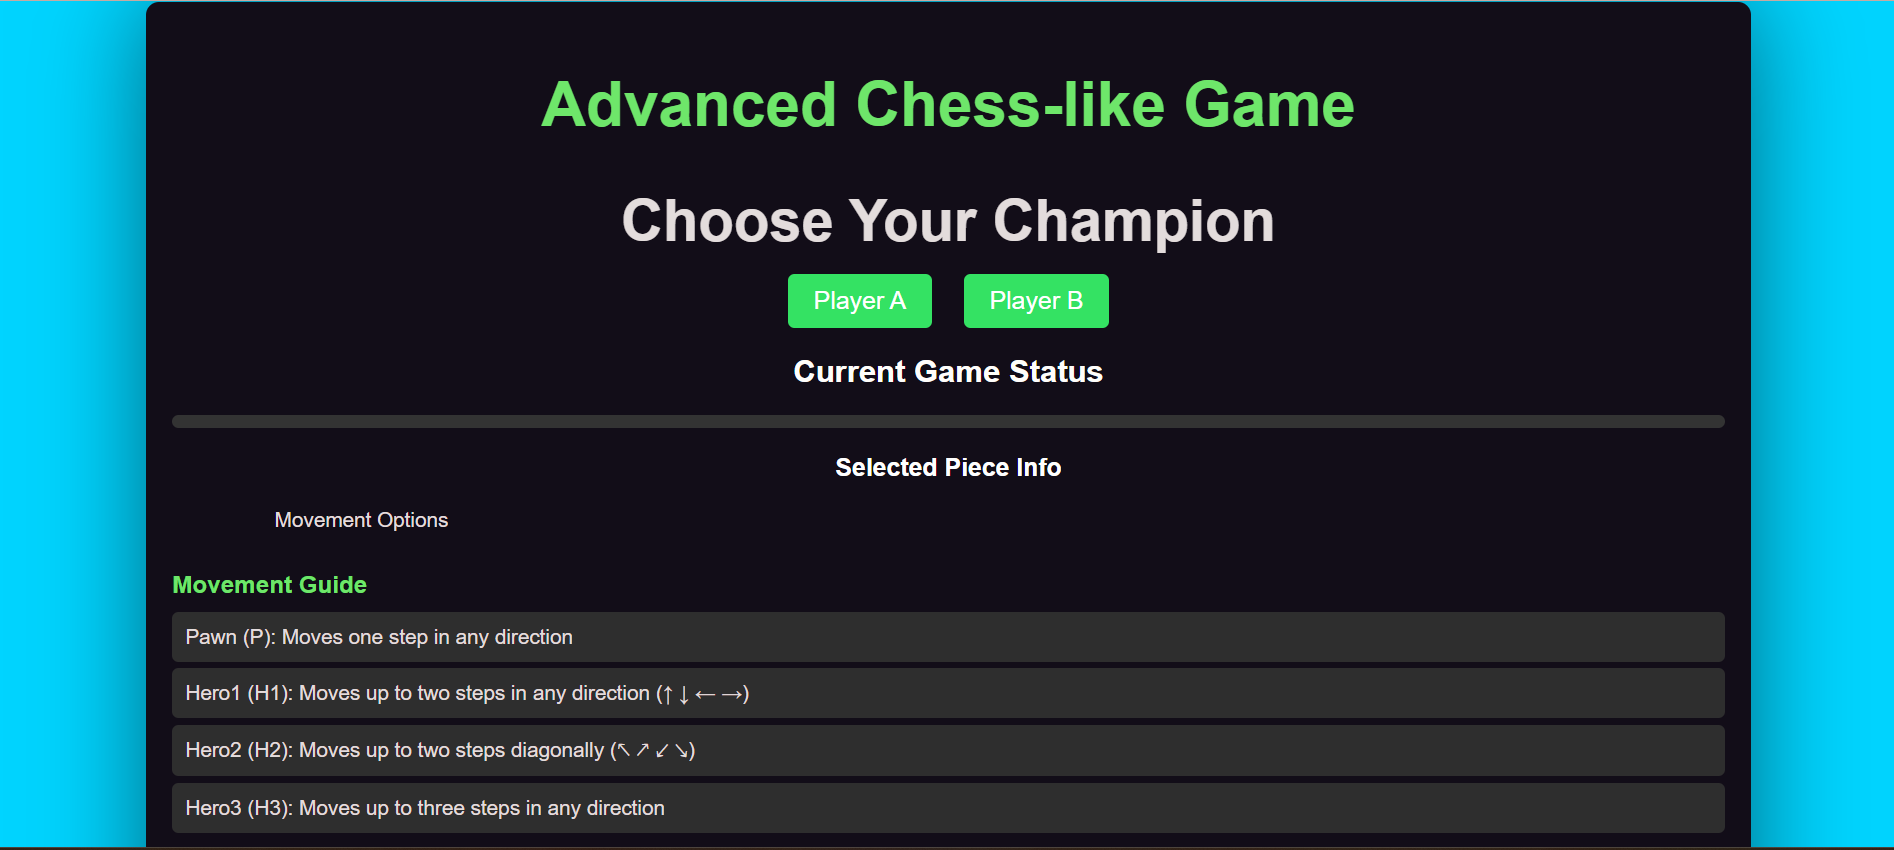 Advanced Chess-like Game
Choose Your Champion
Player A Player B
Current Game Status
Selected Piece Info
Movement Options
Movement Guide
Pawn (P): Moves one step in any direction
Hero1 (H1): Moves up to two steps in any direction (↑↓←→)
Hero2 (H2): Moves up to two steps diagonally (↖↗↙↘)
Hero3 (H3): Moves up to three steps in any direction